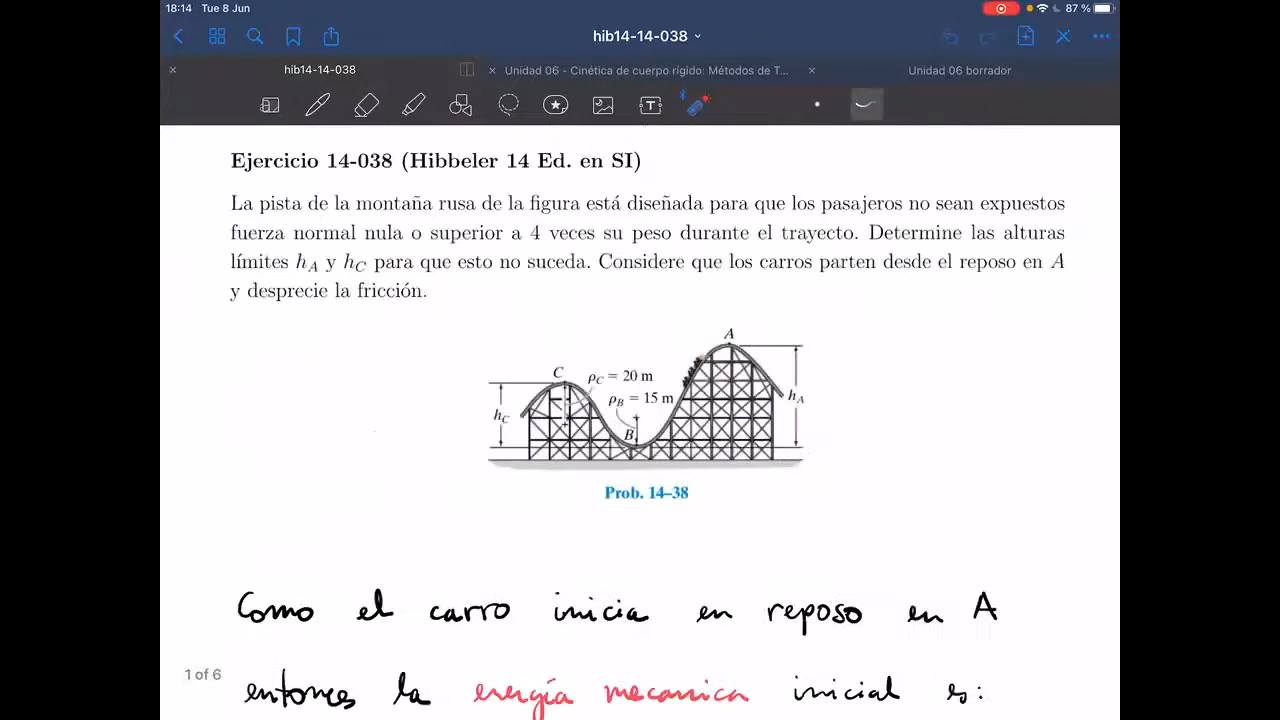 18:14 Tue 8 Jun 87 %
hib14-14-038
hib14-14-038 Unidad 06 - Cinética de cuerpo rígido: Métodos de T... Unidad 06 borrador
T
Ejercicio 14-038 (Hibbeler 14 Ed. en SI)
La pista de la montaña rusa de la figura está diseñada para que los pasajeros no sean expuestos
fuerza normal nula o superior a 4 veces su peso durante el trayecto. Determine las alturas
límites h_A y h_C para que esto no suceda. Considere que los carros parten desde el reposo en A
y desprecie la fricción.
A
C
ρ_C = 20 m
ρ_B = 15 m
h_A
h_C
B
Prob. 14–38
Como el carro inicia en reposo en A
1 of 6
entonces la energía mecanica inicial es: